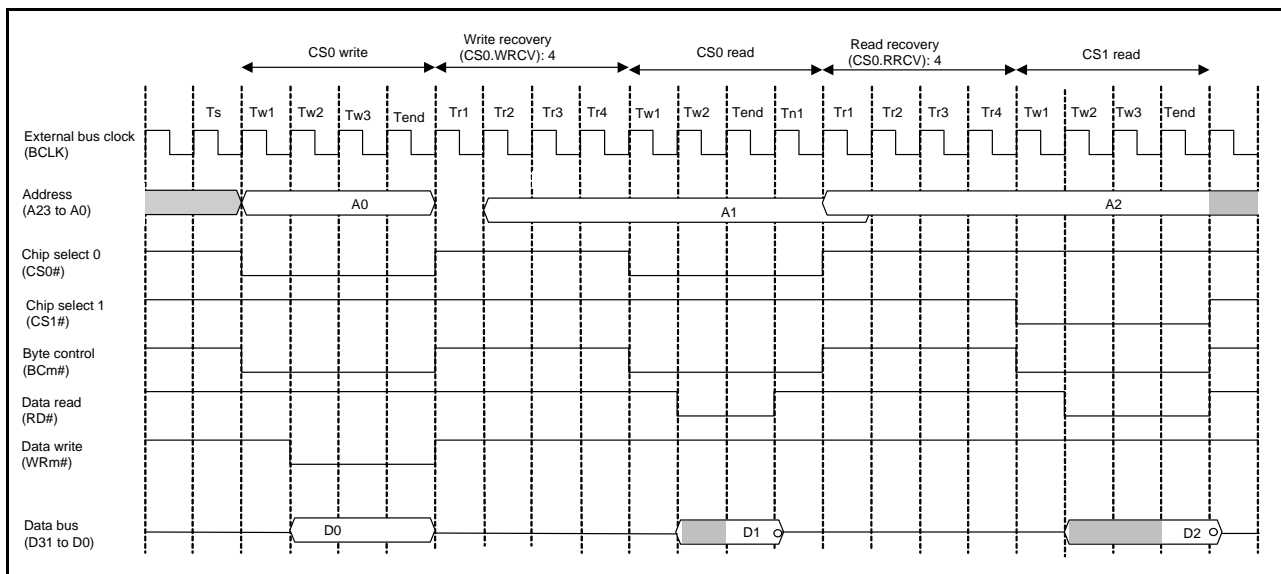 CS0 write
Write recovery
(CS0.WRCV): 4
CS0 read
Read recovery
(CS0.RRCV): 4
CS1 read
Ts Tw1 Tw2 Tw3 Tend Tr1 Tr2 Tr3 Tr4 Tw1 Tw2 Tend Tn1 Tr1 Tr2 Tr3 Tr4 Tw1 Tw2 Tw3 Tend
External bus clock
(BCLK)
Address
(A23 to A0)
A0 A1 A2
Chip select 0
(CS0#)
Chip select 1
(CS1#)
Byte control
(BCm#)
Data read
(RD#)
Data write
(WRm#)
Data bus
(D31 to D0)
D0 D1 D2